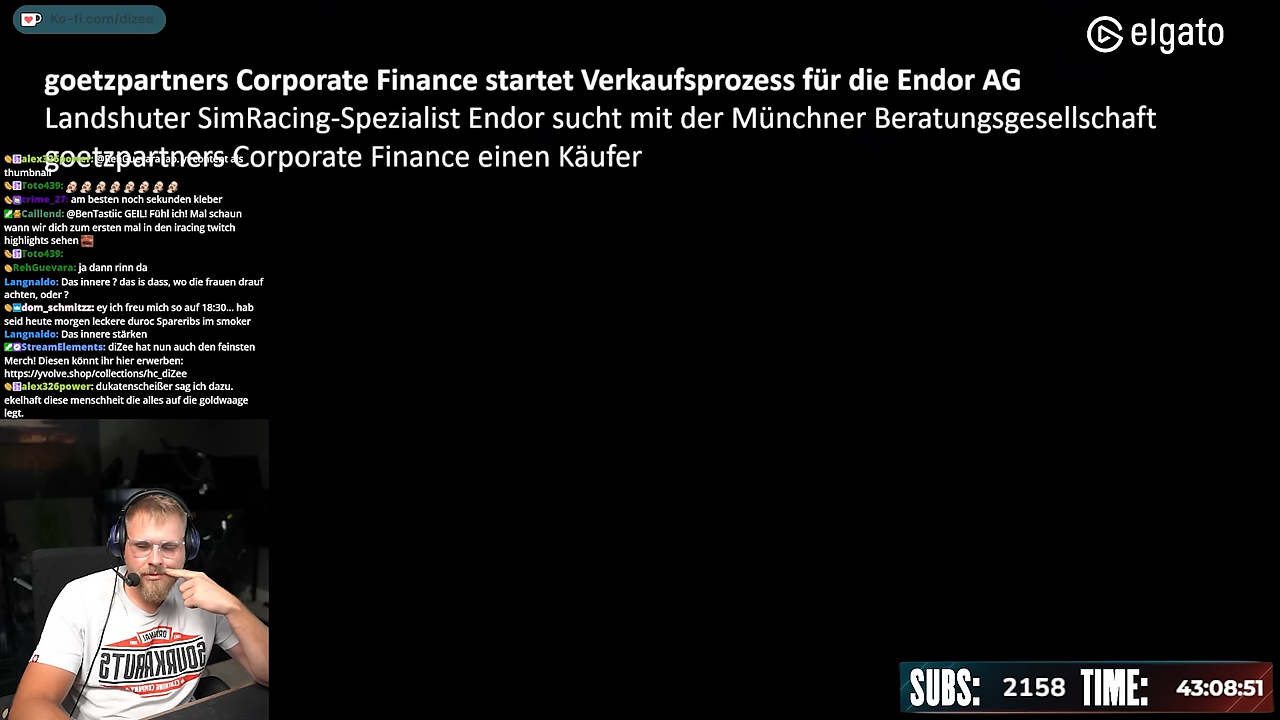 Ko-fi.com/dizee
elgato
goetzpartners Corporate Finance startet Verkaufsprozess für die Endor AG
Landshuter SimRacing-Spezialist Endor sucht mit der Münchner Beratungsgesellschaft
goetzpartners Corporate Finance einen Käufer
alex326power: content als
thumbnail
Toto439:
crime_27: am besten noch sekunden kleber
Caillend: @BenTastiic GEIL! Fühl ich! Mal schaun
wann wir dich zum ersten mal in den iracing twitch
highlights sehen
Toto439:
RehGuevara: ja dann rinn da
Langnaldo: Das innere ? das is dass, wo die frauen drauf
achten, oder ?
dom_schmitzz: ey ich freu mich so auf 18:30... hab
seid heute morgen leckere duroc Spareribs im smoker
Langnaldo: Das innere stärken
StreamElements: diZee hat nun auch den feinsten
Merch! Diesen könnt ihr hier erwerben:
https://yvolve.shop/collections/hc_diZee
alex326power: dukatenscheißer sag ich dazu.
ekelhaft diese menschheit die alles auf die goldwaage
legt.
ORIGINAL
SOURKRAUTS
SUBS: 2158 TIME: 43:08:51